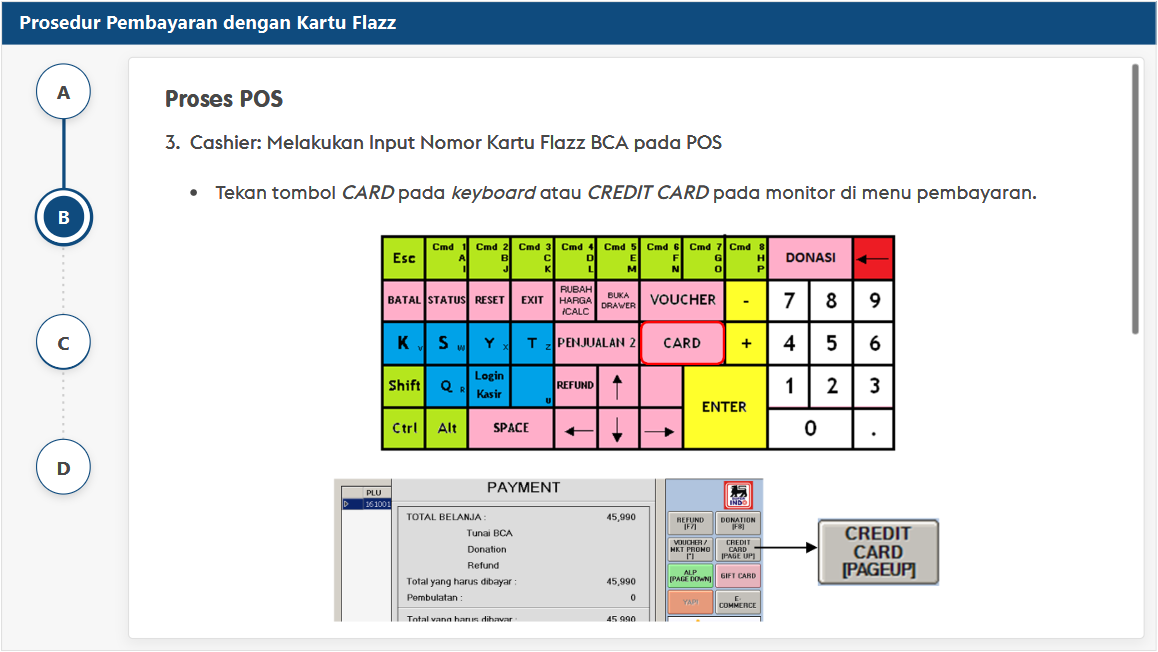 Prosedur Pembayaran dengan Kartu Flazz
A
B
C
D
Proses POS
3. Cashier: Melakukan Input Nomor Kartu Flazz BCA pada POS
• Tekan tombol CARD pada keyboard atau CREDIT CARD pada monitor di menu pembayaran.
Esc
Cmd 1 A I
Cmd 2 B J
Cmd 3 C K
Cmd 4 D L
Cmd 5 E M
Cmd 6 F N
Cmd 7 G O
Cmd 8 H P
DONASI
BATAL
STATUS
RESET
EXIT
RUBAH
HARGA
/CALC
BUKA
DRAWER
VOUCHER
-
7
8
9
K V
S W
Y X
T Z
PENJUALAN 2
CARD
+
4
5
6
Shift
Q R
Login
Kasir
U
REFUND
ENTER
1
2
3
Ctrl
Alt
SPACE
0
.
PLU
161001
PAYMENT
TOTAL BELANJA : 45,990
Tunai BCA
Donation
Refund
Total yang harus dibayar : 45,990
Pembulatan : 0
Total yang harus dibayar : 45,990
INDO
REFUND
[F7]
DONATION
[F8]
VOUCHER /
MKT PROMO
[*]
CREDIT
CARD
[PAGE UP]
ALP
[PAGE DOWN]
GIFT CARD
E-
COMMERCE
CREDIT
CARD
[PAGEUP]